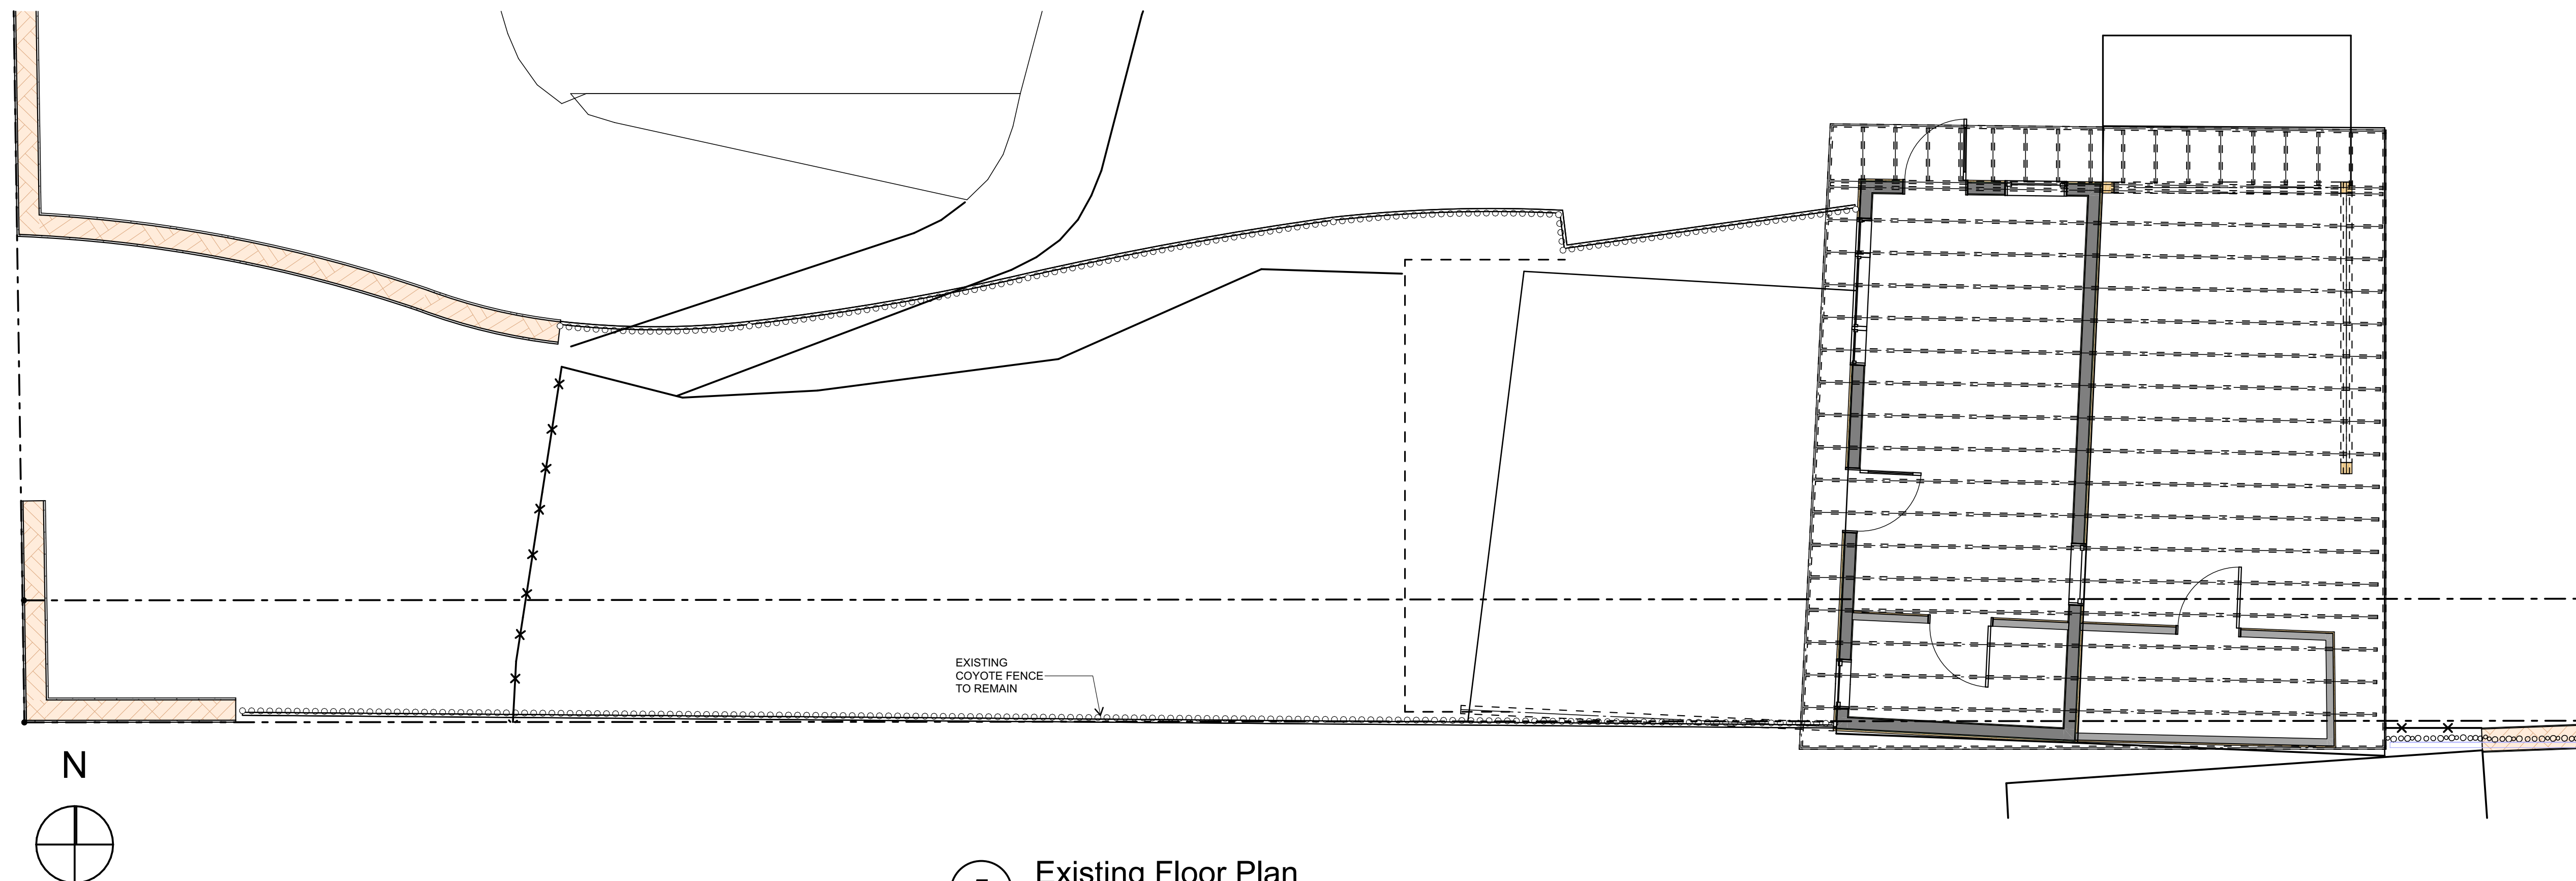 EXISTING
COYOTE FENCE
TO REMAIN
N
Existing Floor Plan